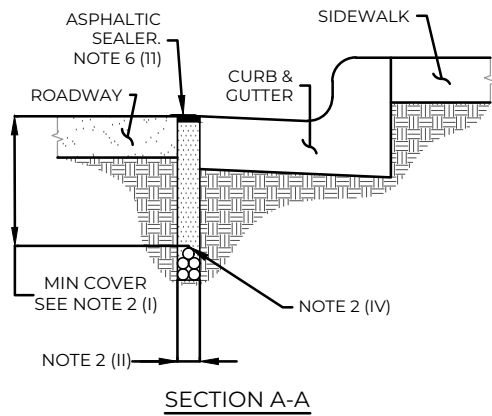 ASPHALTIC
SEALER.
NOTE 6 (11)
SIDEWALK
ROADWAY
CURB &
GUTTER
MIN COVER
SEE NOTE 2 (I)
NOTE 2 (IV)
NOTE 2 (II)
SECTION A-A